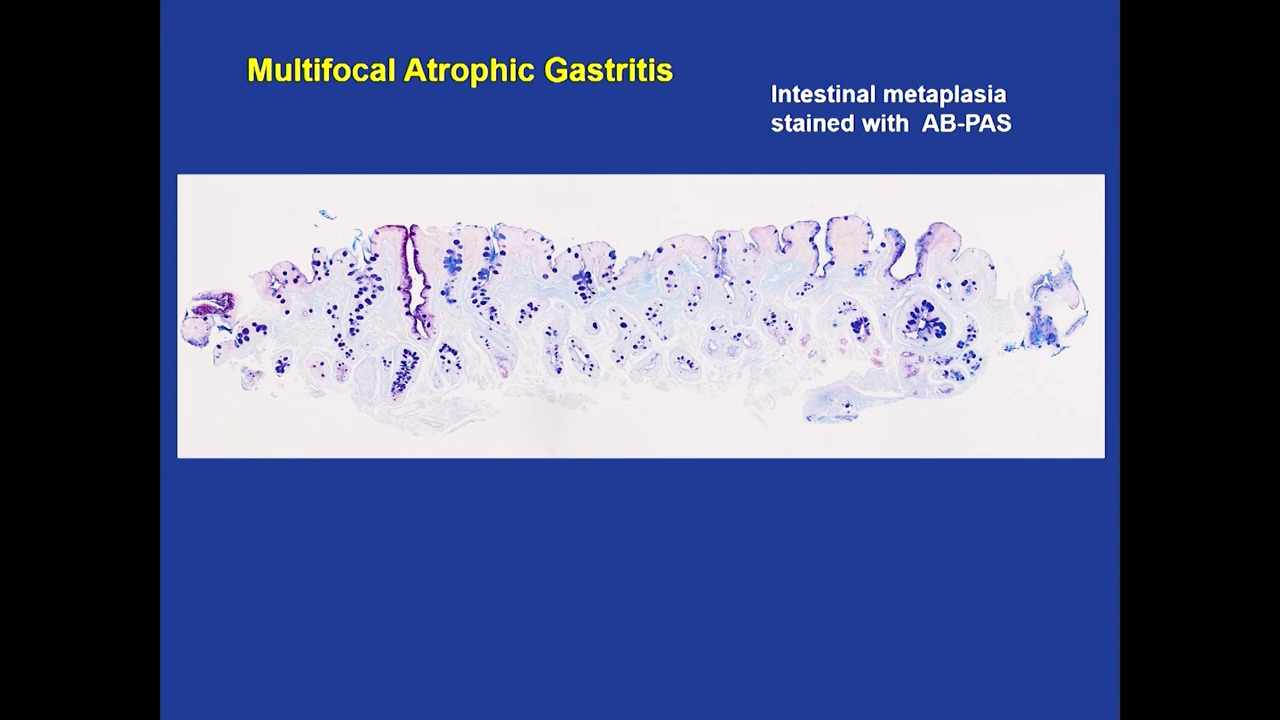 Multifocal Atrophic Gastritis
Intestinal metaplasia
stained with AB-PAS